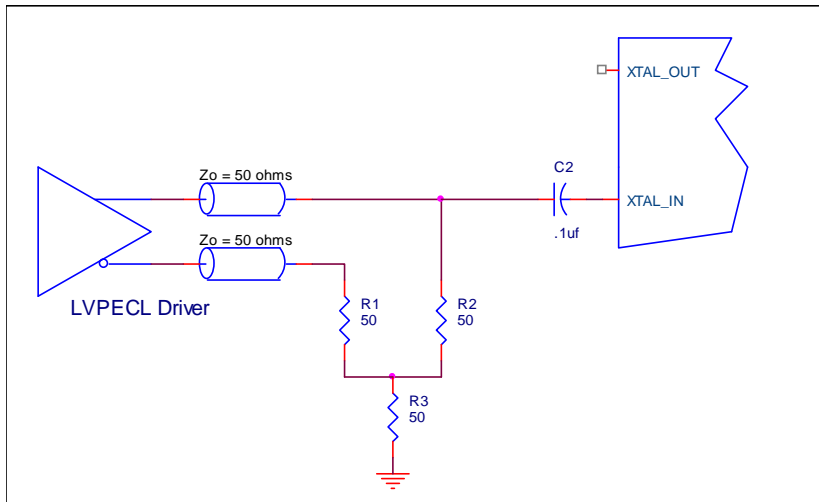 XTAL_OUT
Zo = 50 ohms
C2
XTAL_IN
.1uf
Zo = 50 ohms
LVPECL Driver
R1
50
R2
50
R3
50